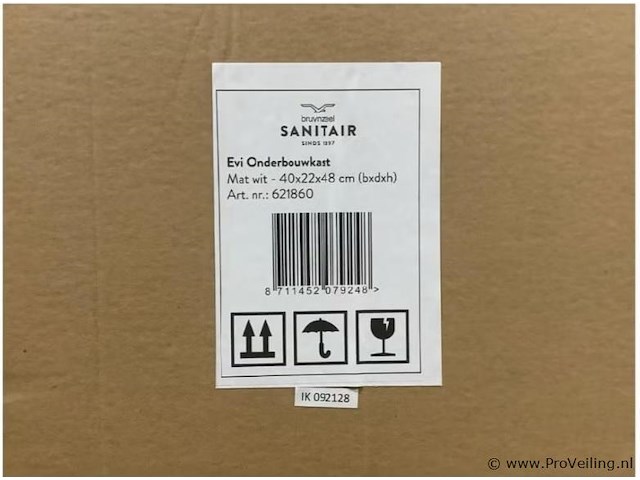 bruynzeel
SANITAIR
SINDS 1897
Evi Onderbouwkast
Mat wit - 40x22x48 cm (bxdxh)
Art. nr.: 621860
8 711452 079248 >
IK 092128
© www.ProVeiling.nl